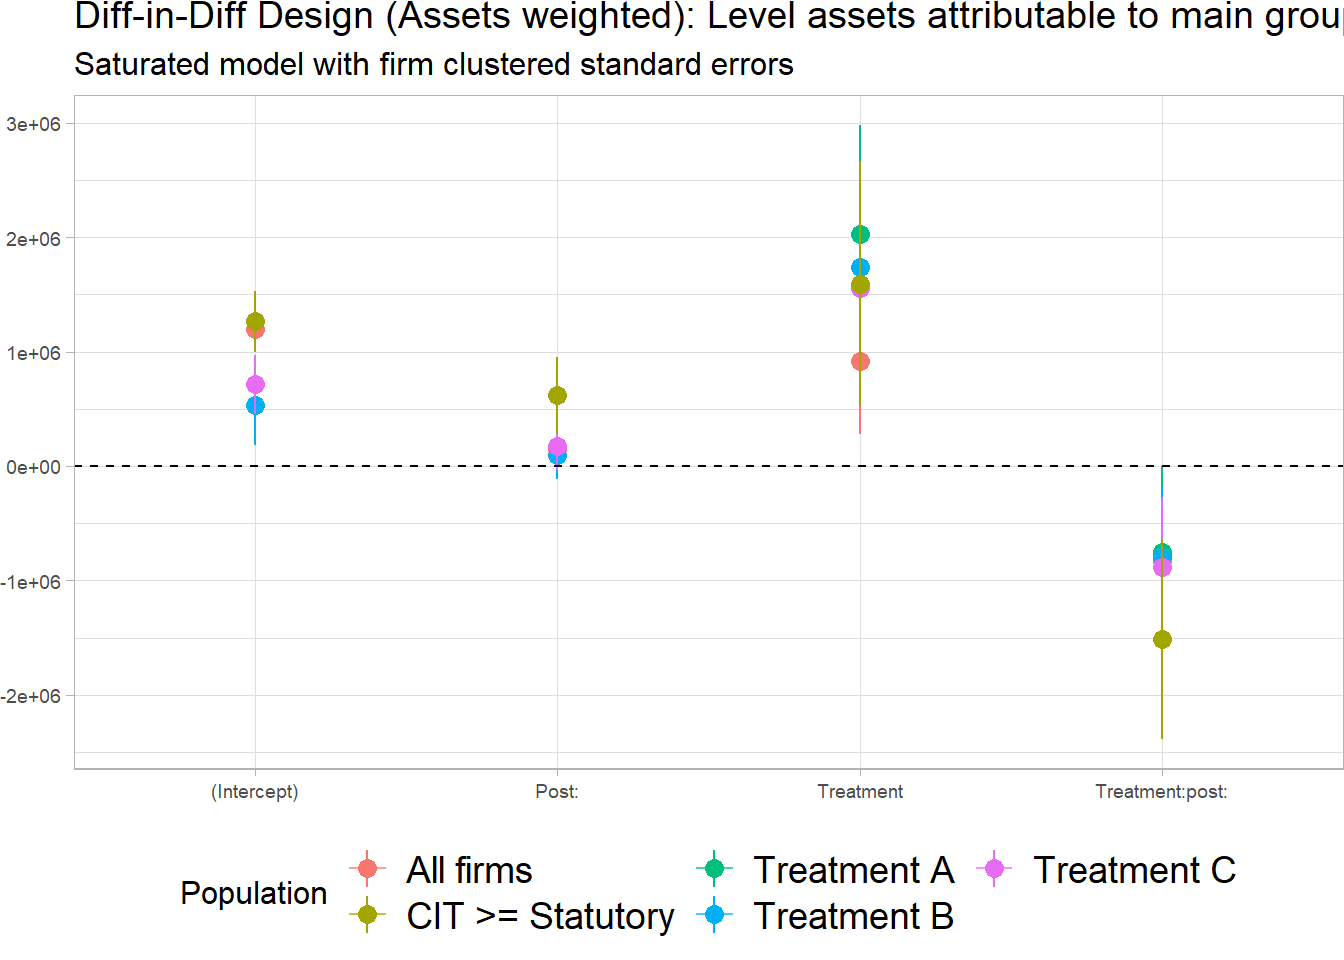 Diff-in-Diff Design (Assets weighted): Level assets attributable to main grou
Saturated model with firm clustered standard errors
3e+06
2e+06
1e+06
0e+00
-1e+06
-2e+06
(Intercept) Post: Treatment Treatment:post:
Population
All firms Treatment A Treatment C
CIT >= Statutory Treatment B